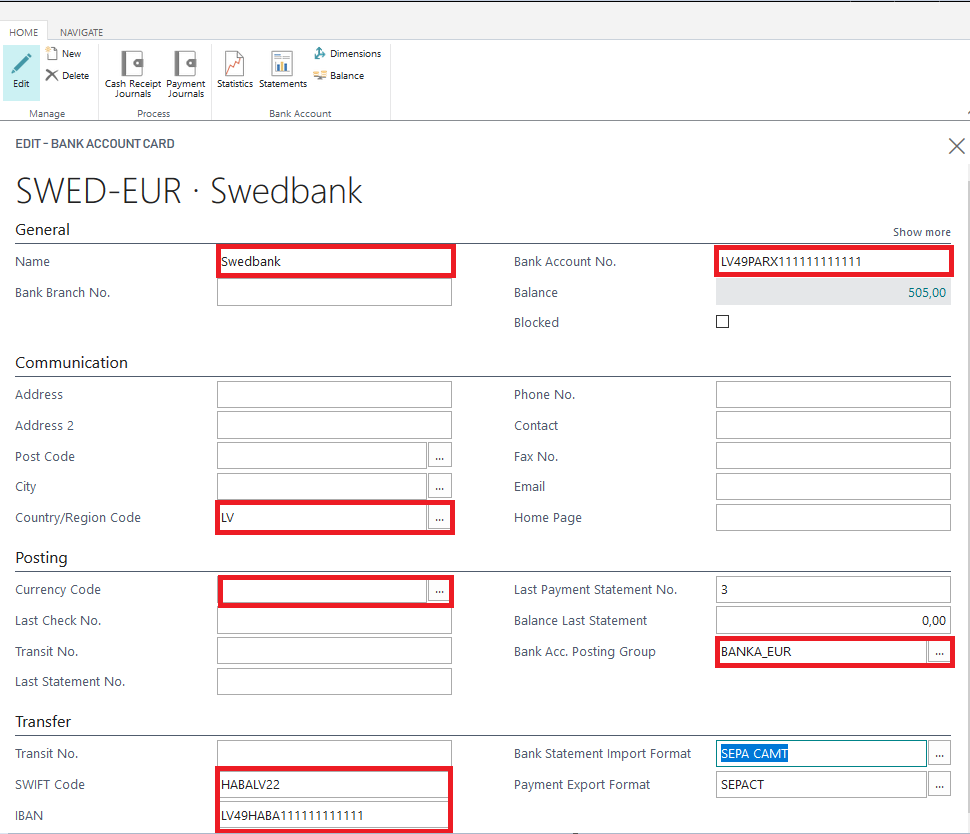 HOME NAVIGATE
Edit
New
Delete
Manage
Cash Receipt
Journals
Payment
Journals
Process
Statistics
Statements
Dimensions
Balance
Bank Account
EDIT - BANK ACCOUNT CARD
SWED-EUR · Swedbank
General
Show more
Name Swedbank
Bank Account No. LV49PARX111111111111
Bank Branch No.
Balance 505,00
Blocked
Communication
Address
Phone No.
Address 2
Contact
Post Code ...
Fax No.
City ...
Email
Country/Region Code LV ...
Home Page
Posting
Currency Code ...
Last Payment Statement No. 3
Last Check No.
Balance Last Statement 0,00
Transit No.
Bank Acc. Posting Group BANKA_EUR ...
Last Statement No.
Transfer
Transit No.
Bank Statement Import Format SEPA CAMT ...
SWIFT Code HABALV22
Payment Export Format SEPACT ...
IBAN LV49HABA111111111111